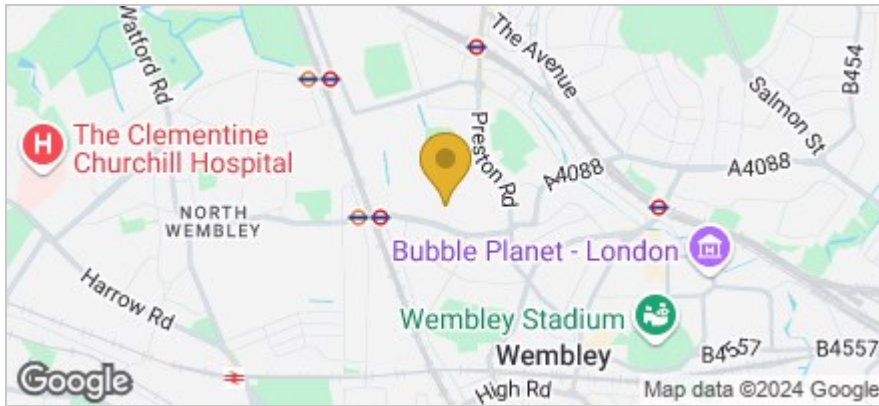 Watford Rd
The Avenue
B454
Salmon St
H
The Clementine
Churchill Hospital
Preston Rd
A4088
A4088
NORTH
WEMBLEY
Bubble Planet - London
Harrow Rd
Wembley Stadium
Wembley
B4557
B4557
High Rd
Google
Map data ©2024 Google